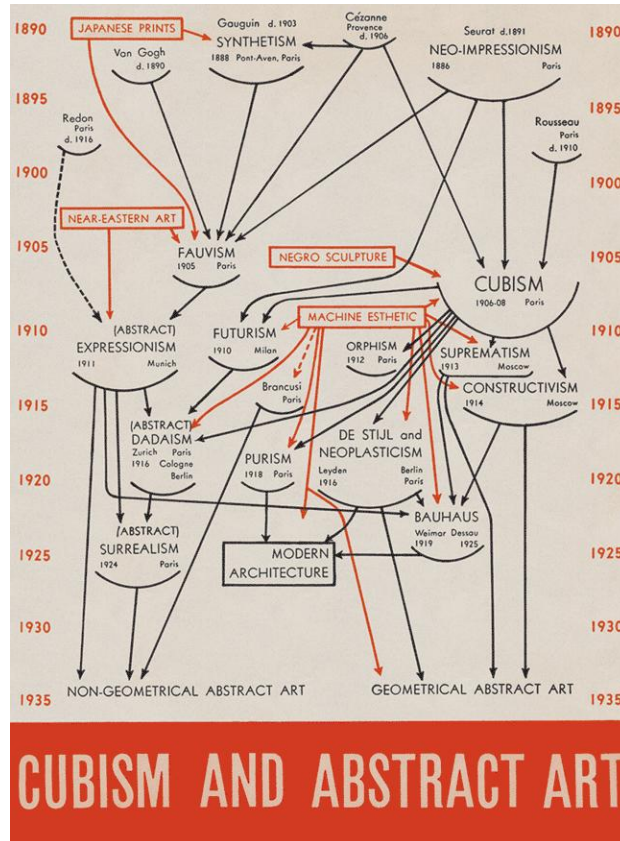 1890
JAPANESE PRINTS
Gauguin d. 1903
SYNTHETISM
1888 Pont-Aven, Paris
Cézanne
Provence
d. 1906
Seurat d.1891
NEO-IMPRESSIONISM
1886 Paris
1890
Van Gogh
d. 1890
1895
1895
Redon
Paris
d. 1916
Rousseau
Paris
d. 1910
1900
1900
NEAR-EASTERN ART
1905
1905
FAUVISM
1905 Paris
NEGRO SCULPTURE
CUBISM
1906-08 Paris
1910
1910
(ABSTRACT)
EXPRESSIONISM
1911 Munich
FUTURISM
1910 Milan
MACHINE ESTHETIC
ORPHISM
1912 Paris
SUPREMATISM
1913 Moscow
Brancusi
Paris
CONSTRUCTIVISM
1914 Moscow
1915
1915
(ABSTRACT)
DADAISM
Zurich Paris
1916 Cologne
Berlin
PURISM
1918 Paris
DE STIJL and
NEOPLASTICISM
Leyden Berlin
1916 Paris
1920
1920
BAUHAUS
Weimar Dessau
1919 1925
(ABSTRACT)
SURREALISM
1924 Paris
MODERN
ARCHITECTURE
1925
1925
1930
1930
1935
NON-GEOMETRICAL ABSTRACT ART
GEOMETRICAL ABSTRACT ART
1935
CUBISM AND ABSTRACT ART